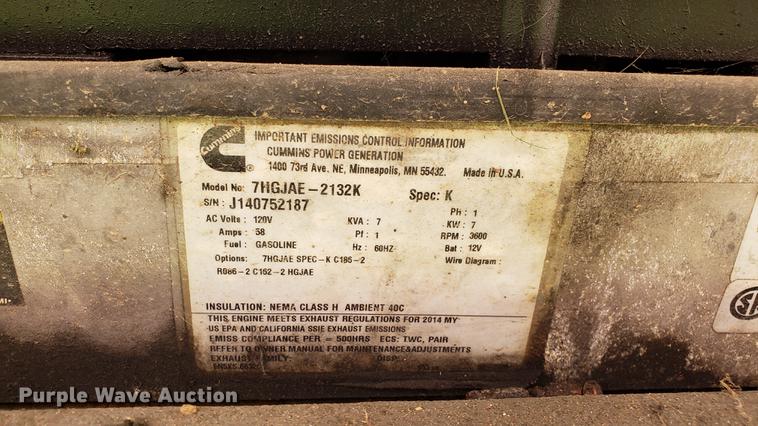 Cummins
IMPORTANT EMISSIONS CONTROL INFORMATION
CUMMINS POWER GENERATION
1400 73rd Ave. NE, Minneapolis, MN 55432. Made in U.S.A.
Model No: 7HGJAE-2132K Spec: K
S/N : J140752187 PH : 1
AC Volts : 120V KVA : 7 KW : 7
Amps : 58 Pf : 1 RPM : 3600
Fuel : GASOLINE Hz : 60HZ Bat : 12V
Options: 7HGJAE SPEC-K C185-2 Wire Diagram :
R086-2 C162-2 HGJAE
INSULATION: NEMA CLASS H AMBIENT 40C
THIS ENGINE MEETS EXHAUST REGULATIONS FOR 2014 MY
US EPA AND CALIFORNIA SSIE EXHAUST EMISSIONS
EMISS COMPLIANCE PER = 500HRS ECS: TWC, PAIR
REFER TO OWNER MANUAL FOR MAINTENANCE&ADJUSTMENTS
EXHAUST FAMILY: DISP:
Purple Wave Auction